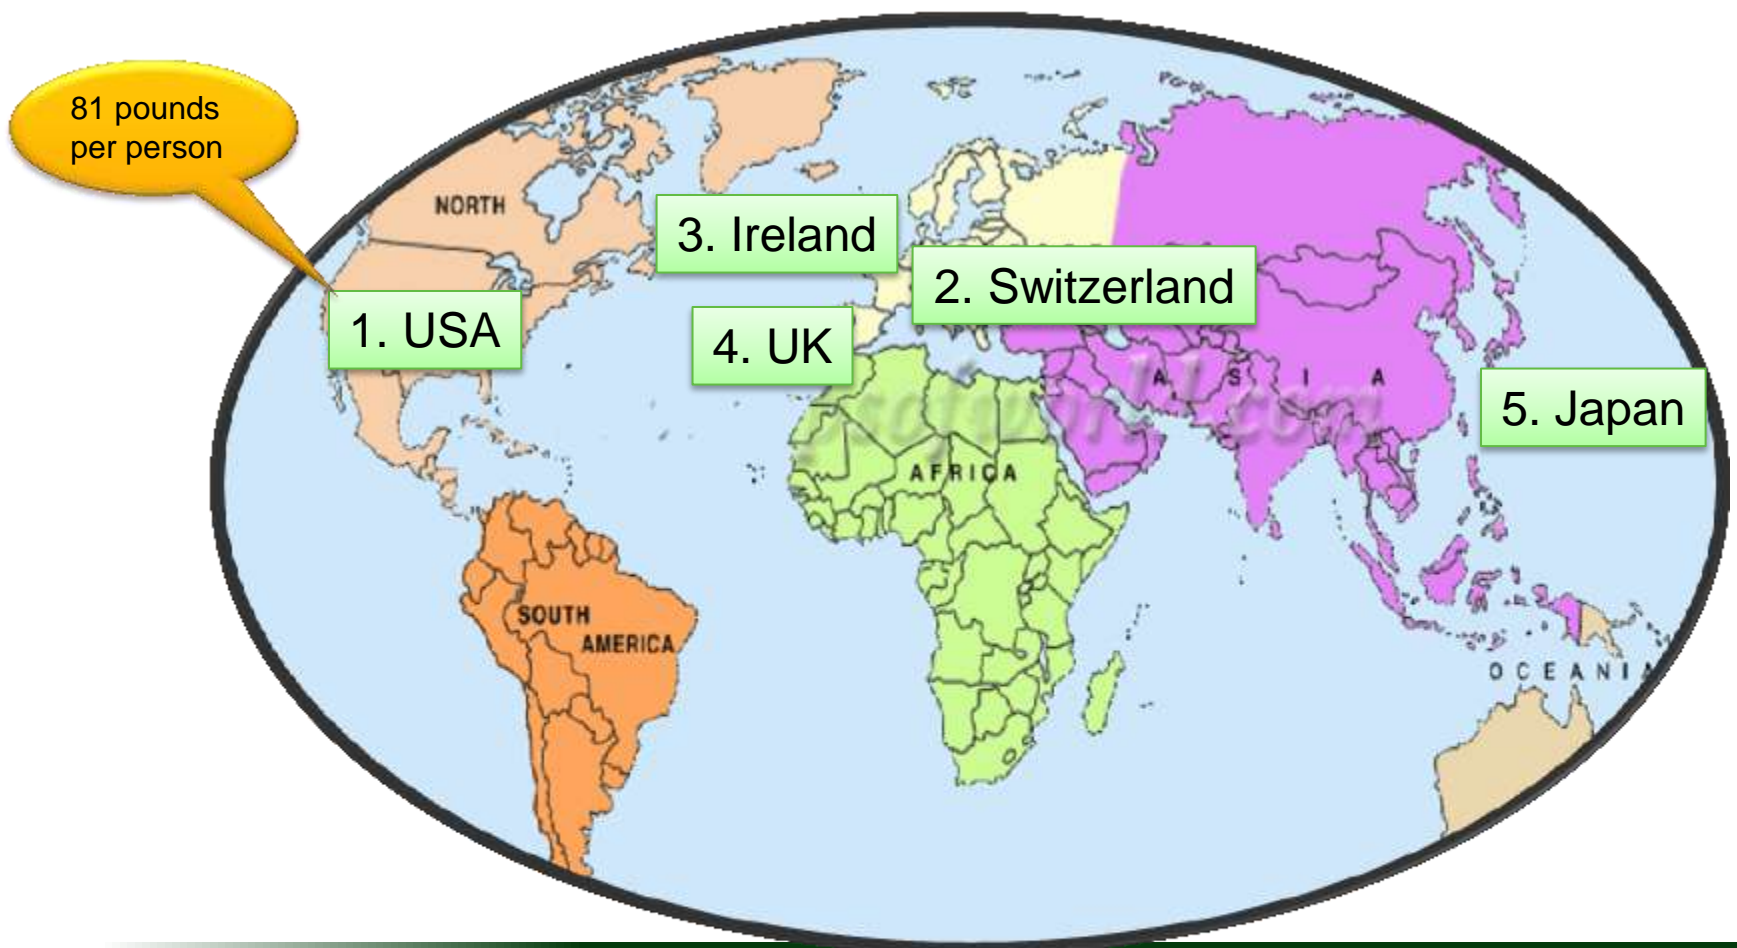 81 pounds
per person
NORTH
3. Ireland
2. Switzerland
1. USA
4. UK
A S I A
5. Japan
AFRICA
SOUTH
AMERICA
OCEANIA